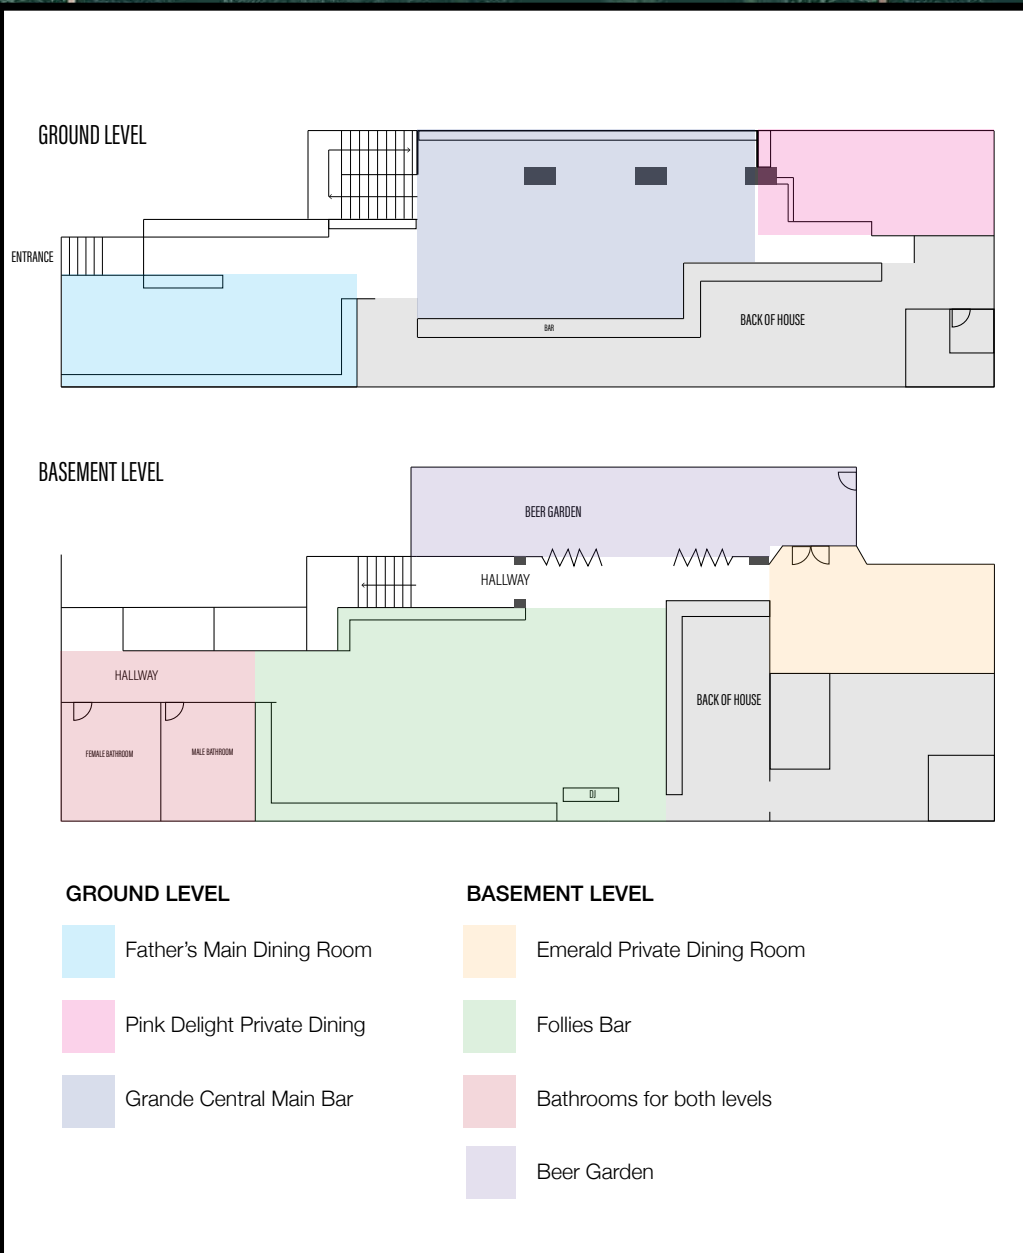 GROUND LEVEL
ENTRANCE
BAR
BACK OF HOUSE
BASEMENT LEVEL
BEER GARDEN
HALLWAY
HALLWAY
BACK OF HOUSE
FEMALE BATHROOM
MALE BATHROOM
DJ
GROUND LEVEL
Father's Main Dining Room
Pink Delight Private Dining
Grande Central Main Bar
BASEMENT LEVEL
Emerald Private Dining Room
Follies Bar
Bathrooms for both levels
Beer Garden